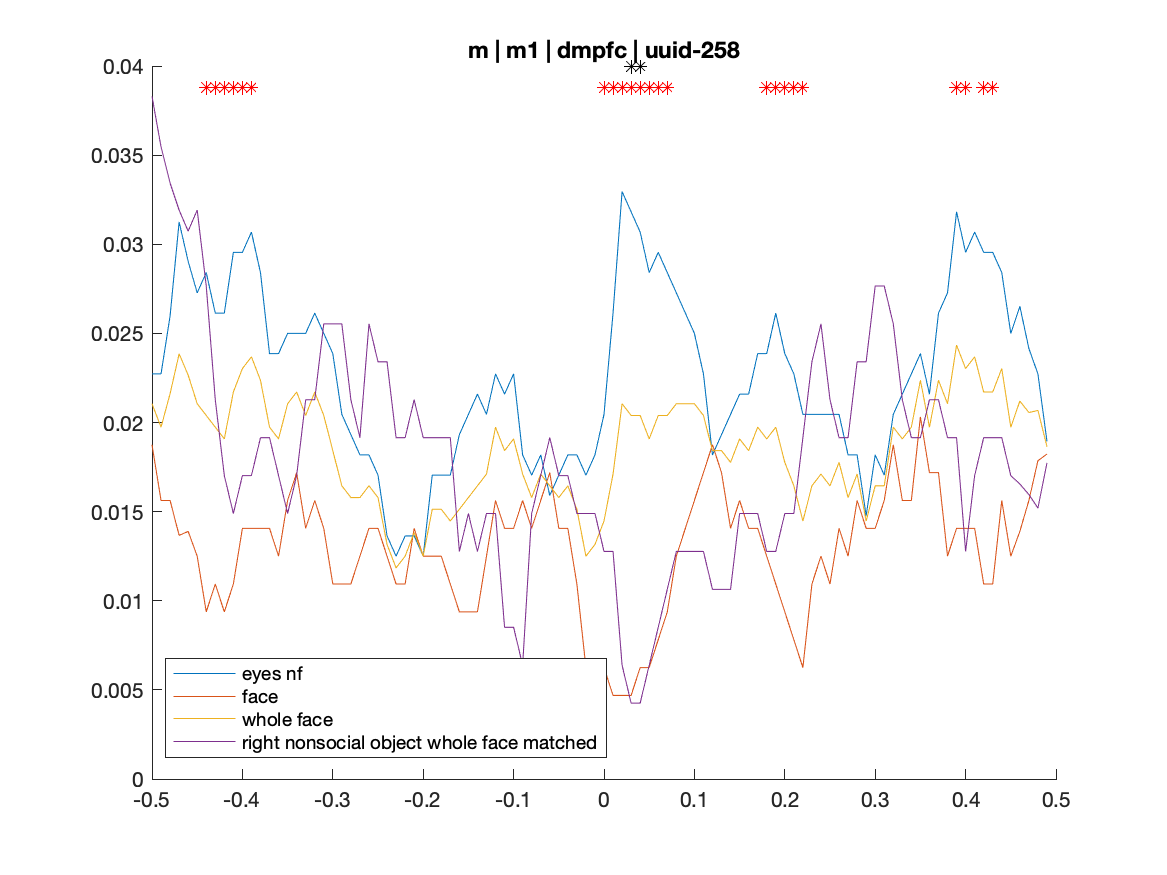 m | m1 | dmpfc | uuid-258
0.04
0.035
0.03
0.025
0.02
0.015
0.01
0.005
0
eyes nf
face
whole face
right nonsocial object whole face matched
-0.5 -0.4 -0.3 -0.2 -0.1 0 0.1 0.2 0.3 0.4 0.5